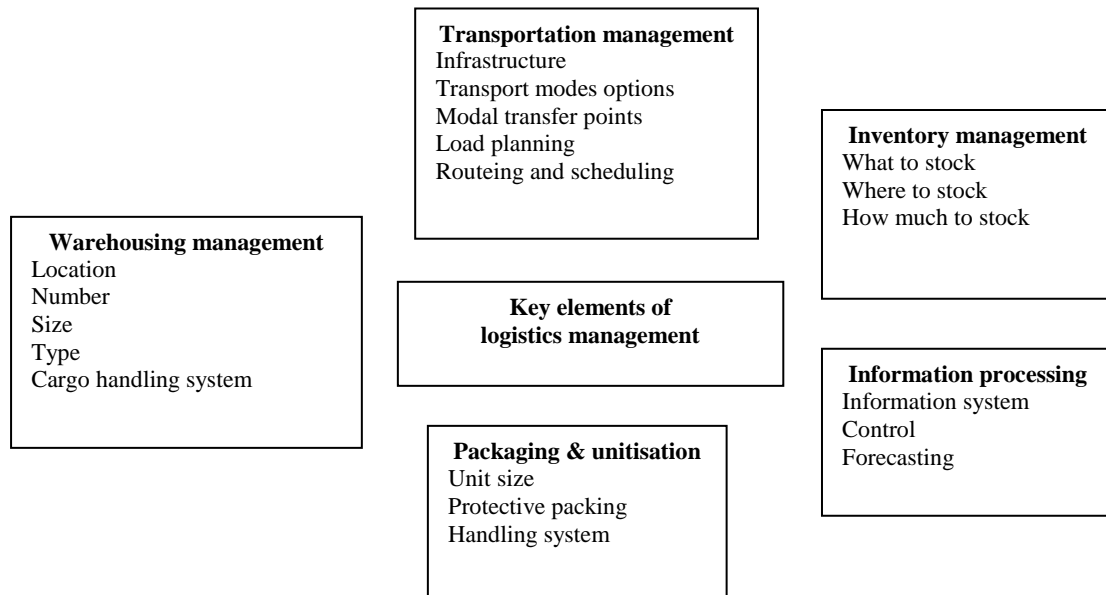 Transportation management
Infrastructure
Transport modes options
Modal transfer points
Load planning
Routeing and scheduling
Inventory management
What to stock
Where to stock
How much to stock
Warehousing management
Location
Number
Size
Type
Cargo handling system
Key elements of
logistics management
Information processing
Information system
Control
Forecasting
Packaging & unitisation
Unit size
Protective packing
Handling system